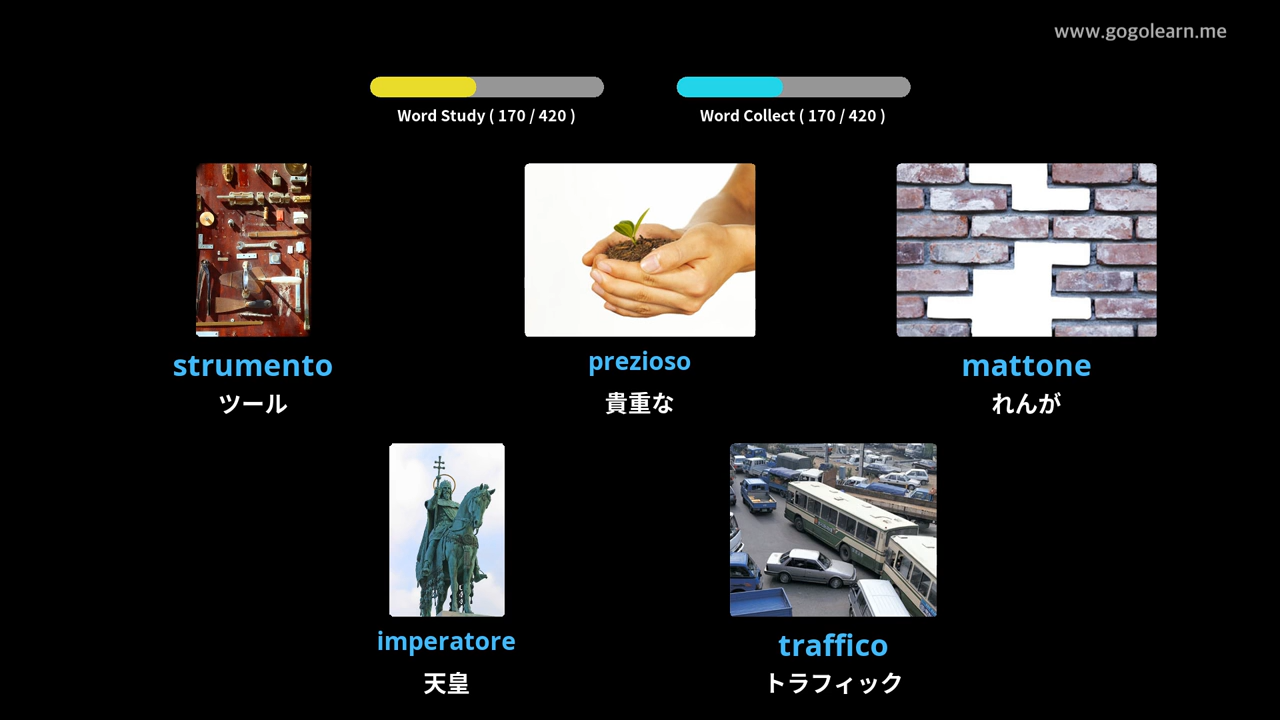 www.gogolearn.me
Word Study ( 170 / 420 )
Word Collect ( 170 / 420 )
strumento
ツール
prezioso
貴重な
mattone
れんが
imperatore
天皇
traffico
トラフィック